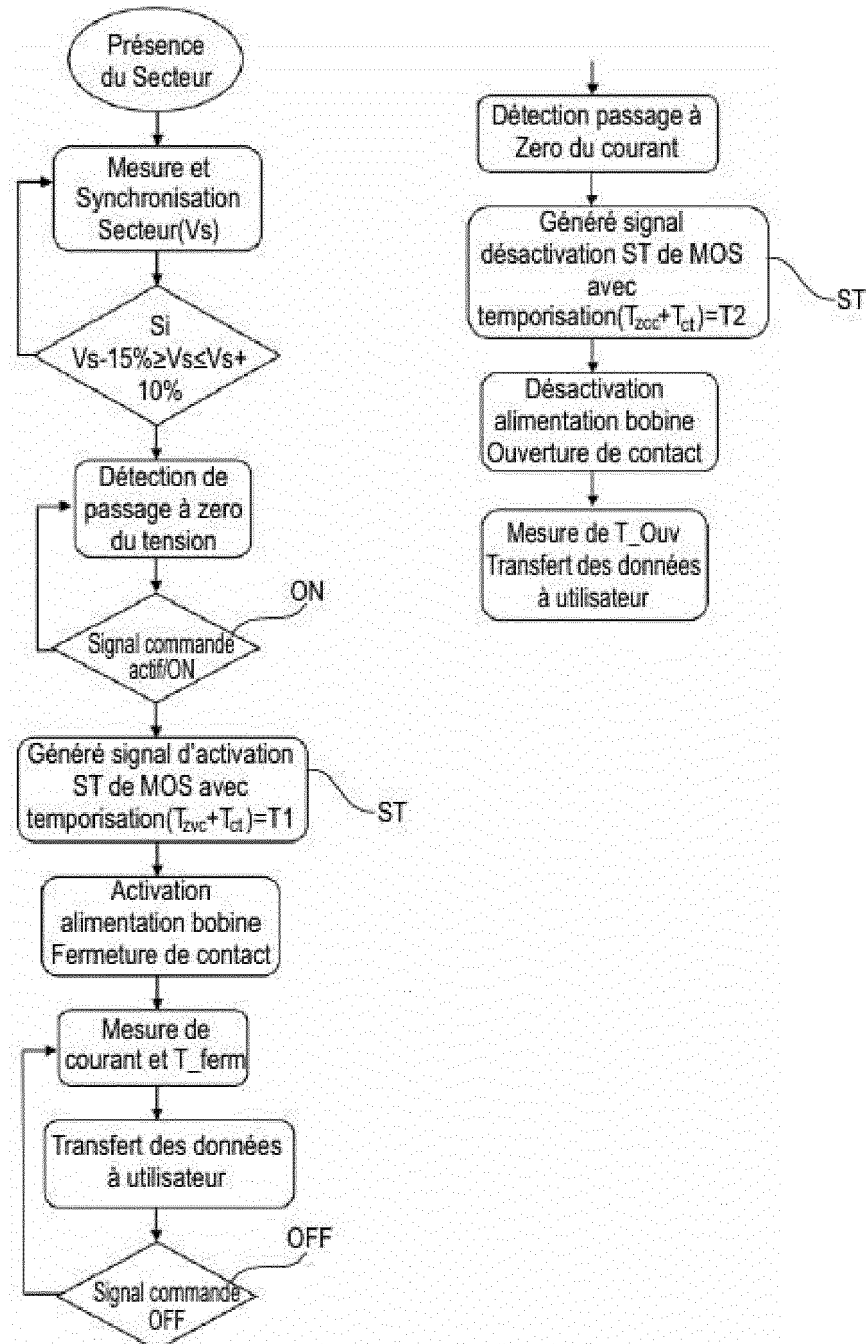 Présence
du Secteur
Mesure et
Synchronisation
Secteur(Vs)
Si
Vs-15%≥Vs≤Vs+
10%
Détection de
passage à zero
du tension
ON
Signal commande
actif/ON
Généré signal d'activation
ST de MOS avec
temporisation(Tzvc+Tct)=T1
ST
Activation
alimentation bobine
Fermeture de contact
Mesure de
courant et T_ferm
Transfert des données
à utilisateur
OFF
Signal commande
OFF
Détection passage à
Zero du courant
Généré signal
désactivation ST de MOS
avec
temporisation(Tzcc+Tct)=T2
ST
Désactivation
alimentation bobine
Ouverture de contact
Mesure de T_Ouv
Transfert des données
à utilisateur